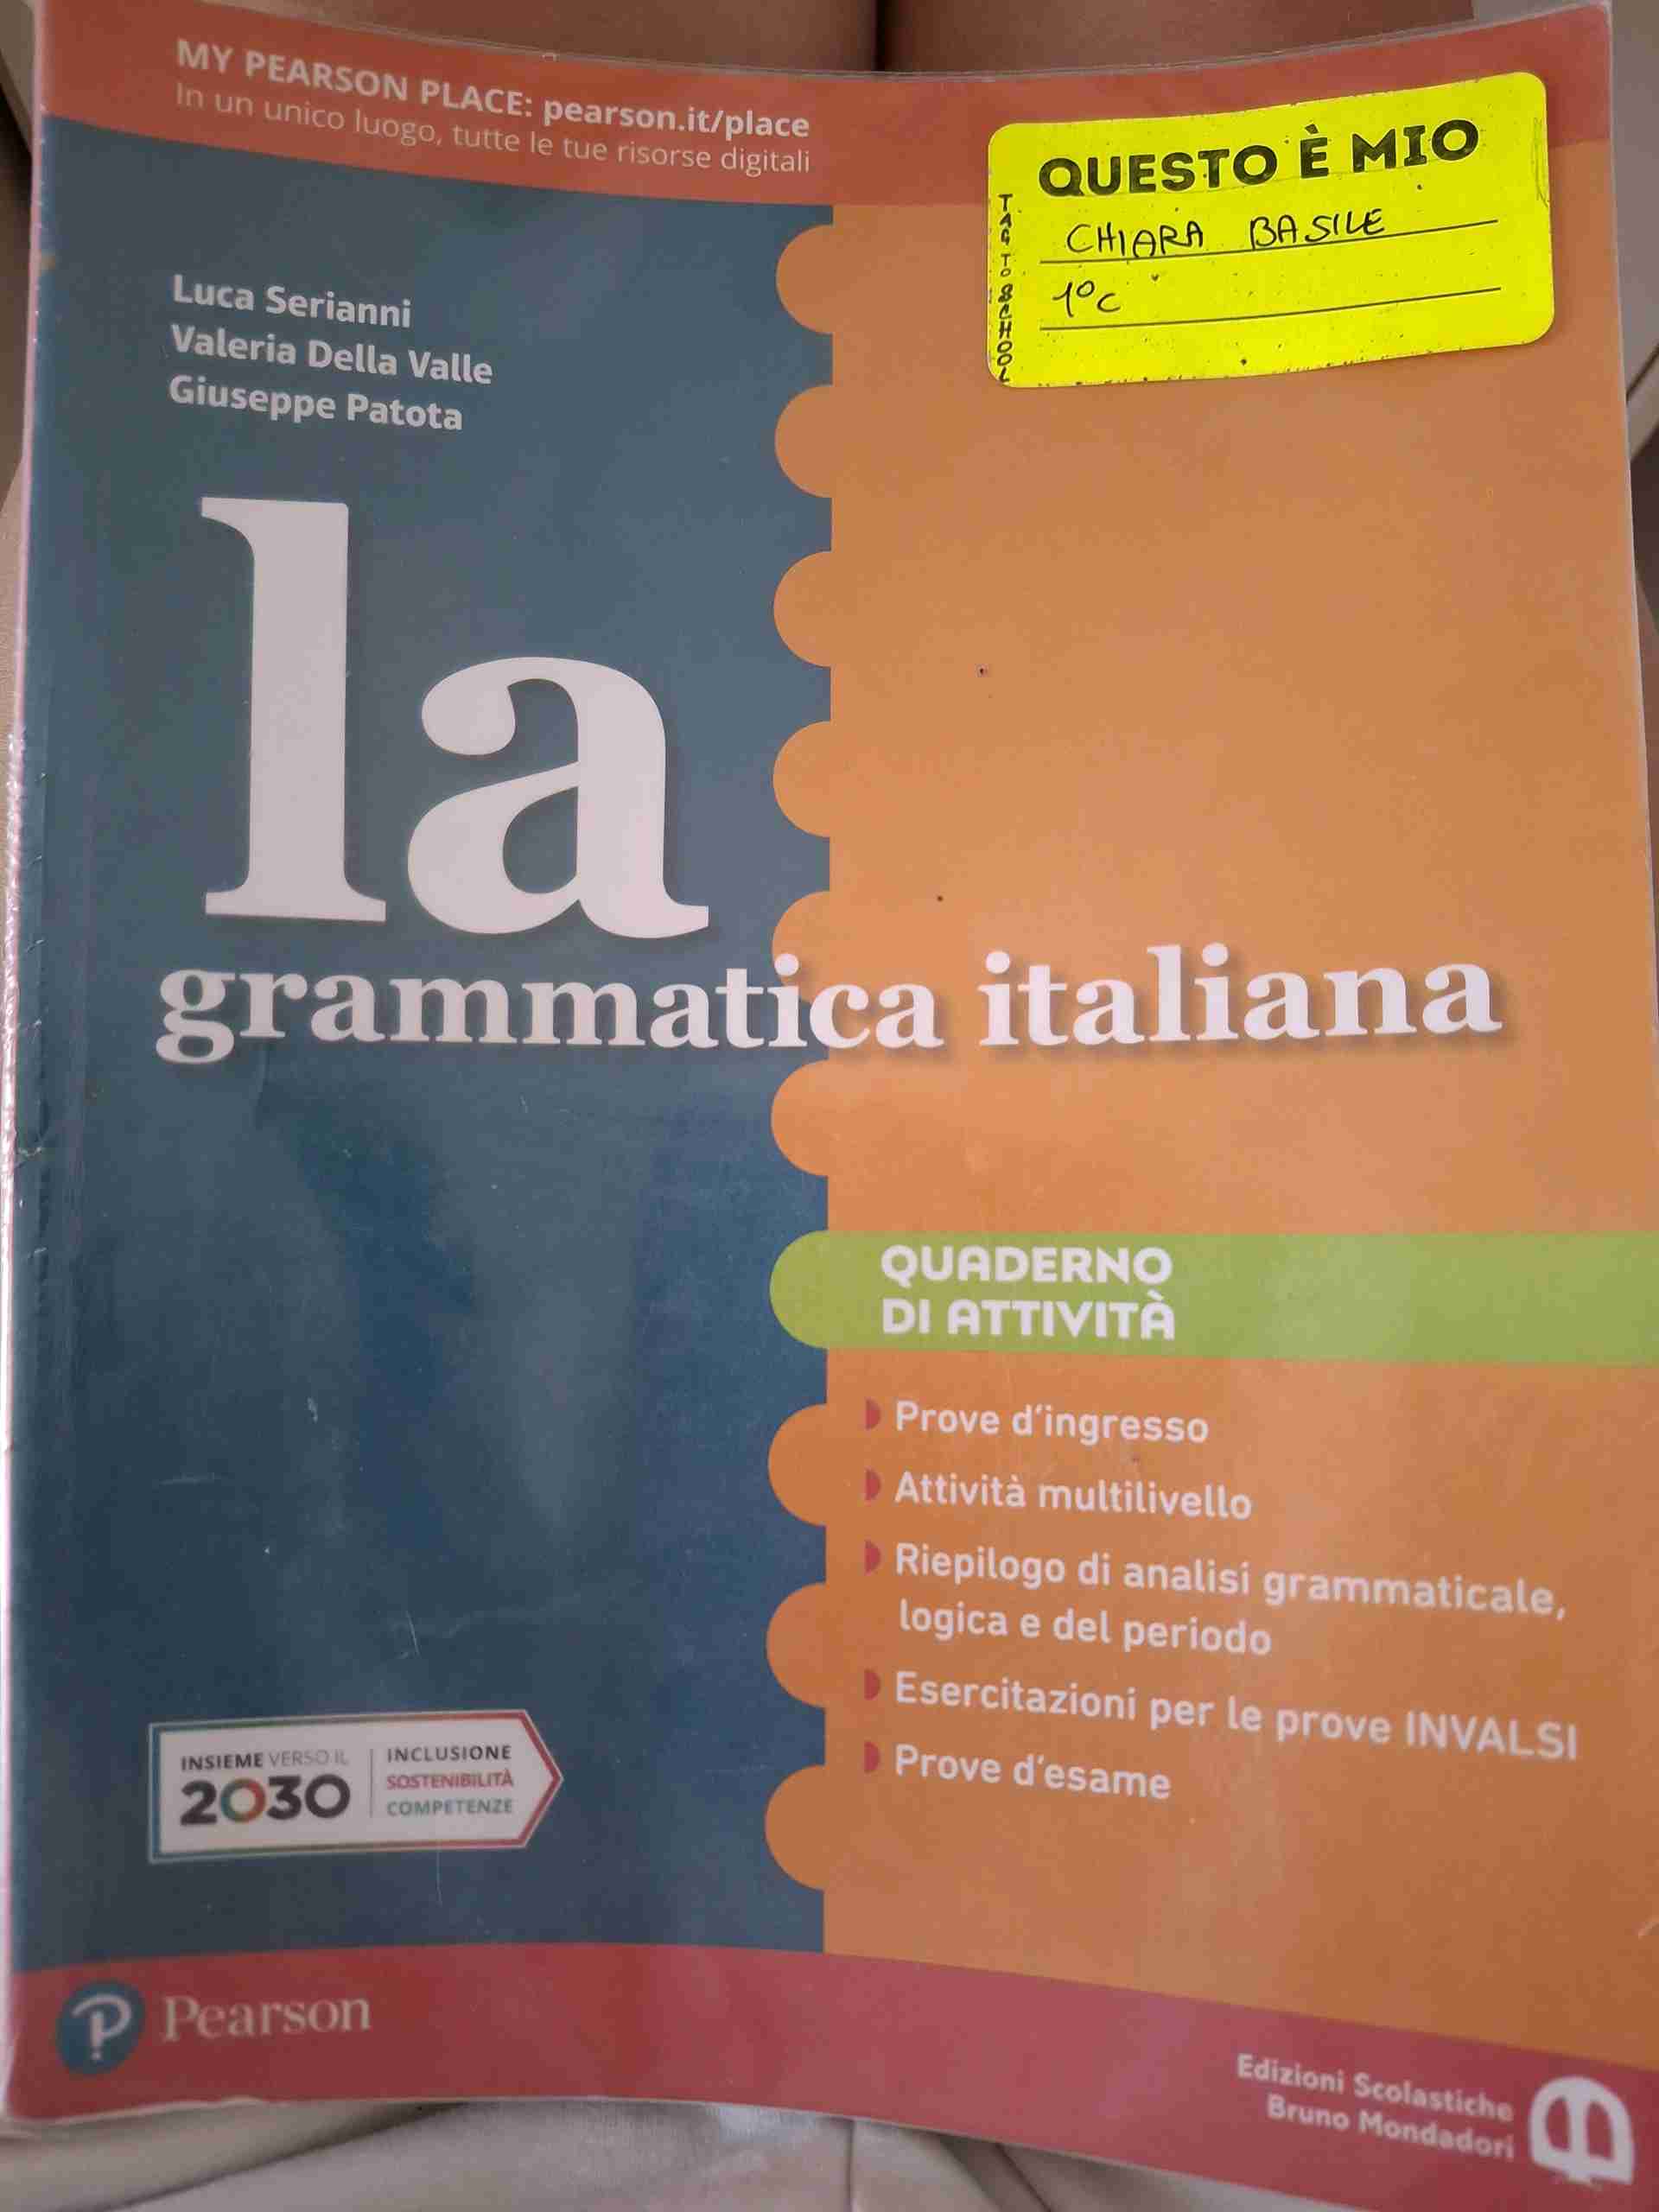 MY PEARSON PLACE: pearson.it/place
In un unico luogo, tutte le tue risorse digitali
TAG TO SCHOOL
QUESTO È MIO
CHIARA BASILE
1°C
Luca Serianni
Valeria Della Valle
Giuseppe Patota
la
grammatica italiana
QUADERNO
DI ATTIVITÀ
Prove d'ingresso
Attività multilivello
Riepilogo di analisi grammaticale,
logica e del periodo
Esercitazioni per le prove INVALSI
Prove d'esame
INSIEME VERSO IL
2030
INCLUSIONE
SOSTENIBILITÀ
COMPETENZE
Pearson
Edizioni Scolastiche
Bruno Mondadori